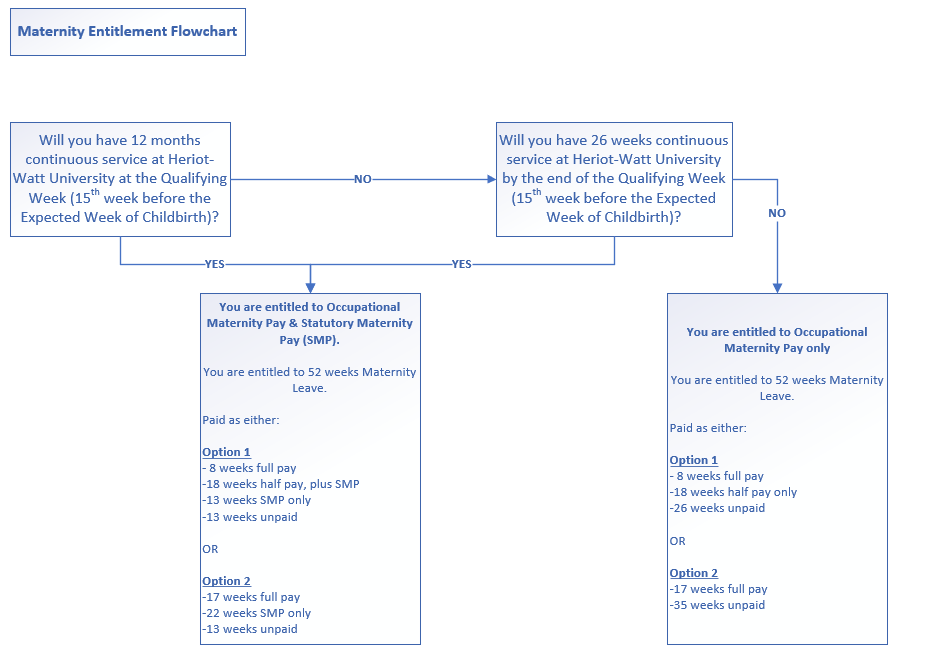 Maternity Entitlement Flowchart
Will you have 12 months
continuous service at Heriot-
Watt University at the Qualifying
Week (15th week before the
Expected Week of Childbirth)?
NO
Will you have 26 weeks continuous
service at Heriot-Watt University
by the end of the Qualifying Week
(15th week before the Expected
Week of Childbirth)?
NO
YES
YES
You are entitled to Occupational
Maternity Pay & Statutory Maternity
Pay (SMP).
You are entitled to 52 weeks Maternity
Leave.
Paid as either:
Option 1
- 8 weeks full pay
-18 weeks half pay, plus SMP
-13 weeks SMP only
-13 weeks unpaid
OR
Option 2
-17 weeks full pay
-22 weeks SMP only
-13 weeks unpaid
You are entitled to Occupational
Maternity Pay only
You are entitled to 52 weeks Maternity
Leave.
Paid as either:
Option 1
- 8 weeks full pay
-18 weeks half pay only
-26 weeks unpaid
OR
Option 2
-17 weeks full pay
-35 weeks unpaid